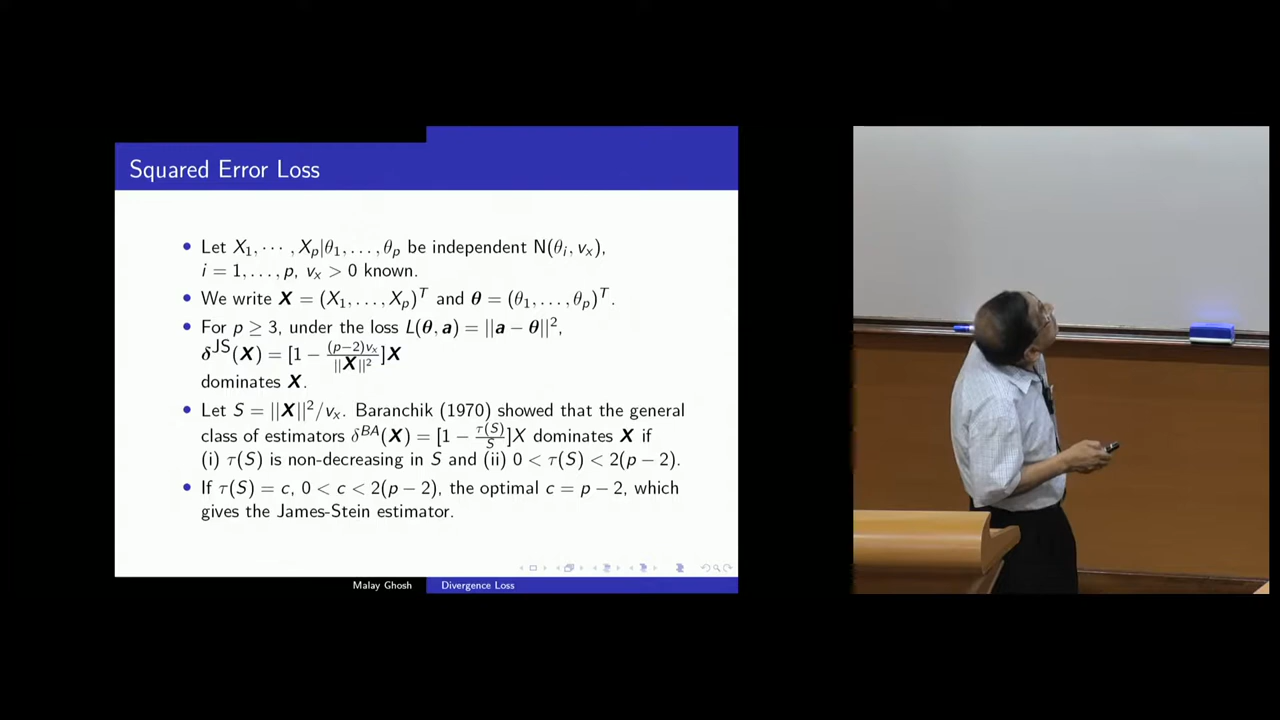 Squared Error Loss
• Let X₁, ⋯ , Xₚ|θ₁, … , θₚ be independent N(θᵢ, vₓ),
i = 1, … , p, vₓ > 0 known.
• We write X = (X₁, … , Xₚ)ᵀ and θ = (θ₁, … , θₚ)ᵀ.
• For p ≥ 3, under the loss L(θ, a) = ||a − θ||²,
δ^JS(X) = [1 − (p−2)vₓ / ||X||²]X
dominates X.
• Let S = ||X||²/vₓ. Baranchik (1970) showed that the general
class of estimators δ^BA(X) = [1 − τ(S)/S]X dominates X if
(i) τ(S) is non-decreasing in S and (ii) 0 < τ(S) < 2(p − 2).
• If τ(S) = c, 0 < c < 2(p − 2), the optimal c = p − 2, which
gives the James-Stein estimator.
Malay Ghosh
Divergence Loss